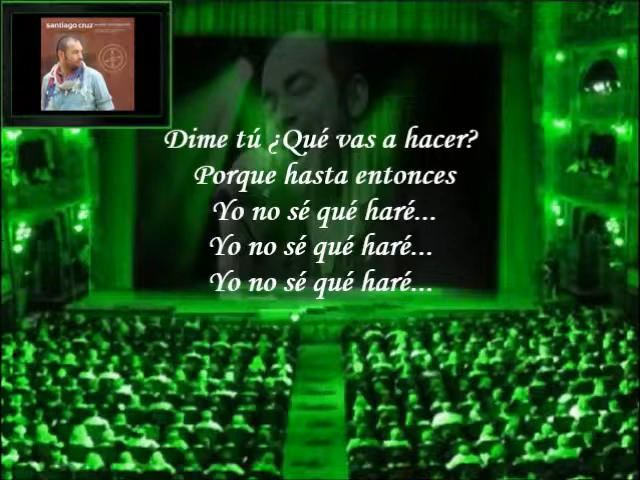 santiago cruz
Dime tú ¿Qué vas a hacer?
Porque hasta entonces
Yo no sé qué haré...
Yo no sé qué haré...
Yo no sé qué haré...